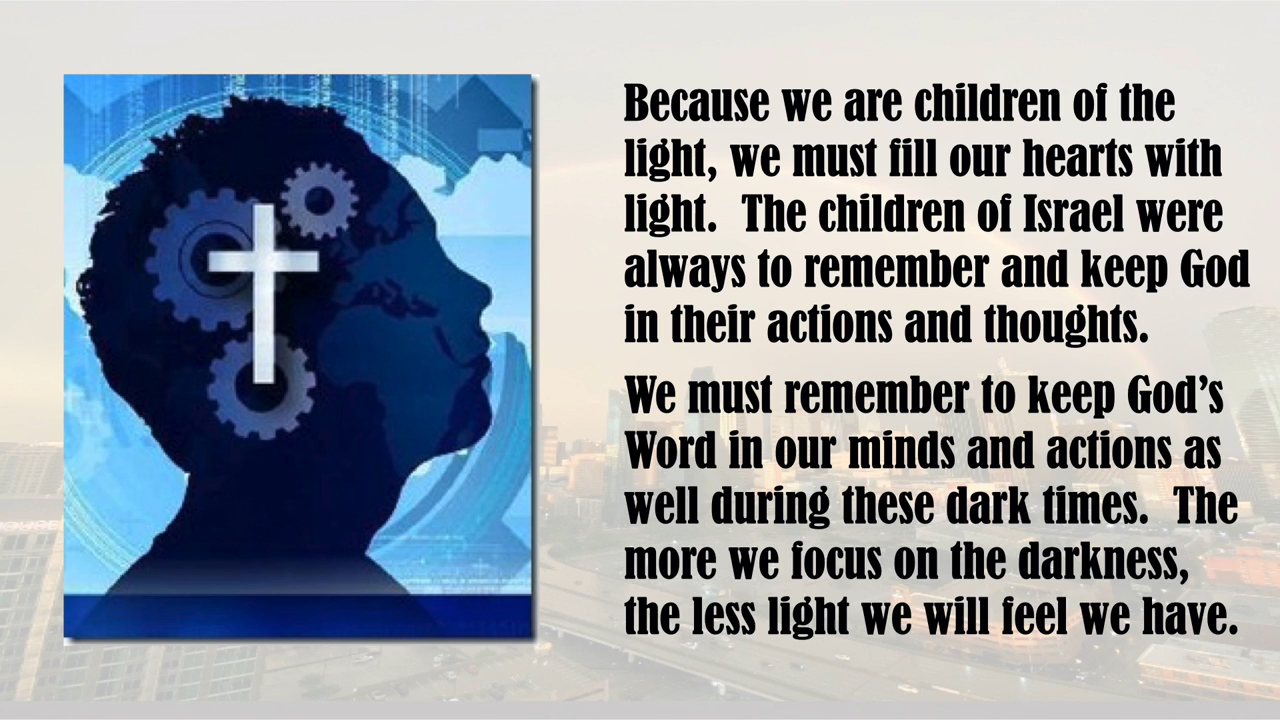 Because we are children of the
light, we must fill our hearts with
light.  The children of Israel were
always to remember and keep God
in their actions and thoughts.
We must remember to keep God’s
Word in our minds and actions as
well during these dark times.  The
more we focus on the darkness,
the less light we will feel we have.